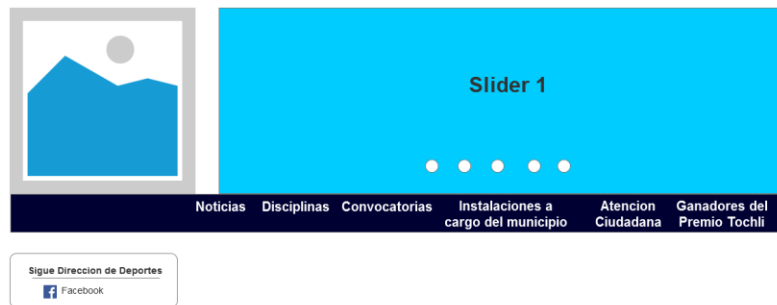 Slider 1
Noticias Disciplinas Convocatorias Instalaciones a cargo del municipio Atencion Ciudadana Ganadores del Premio Tochli
Sigue Direccion de Deportes
Facebook